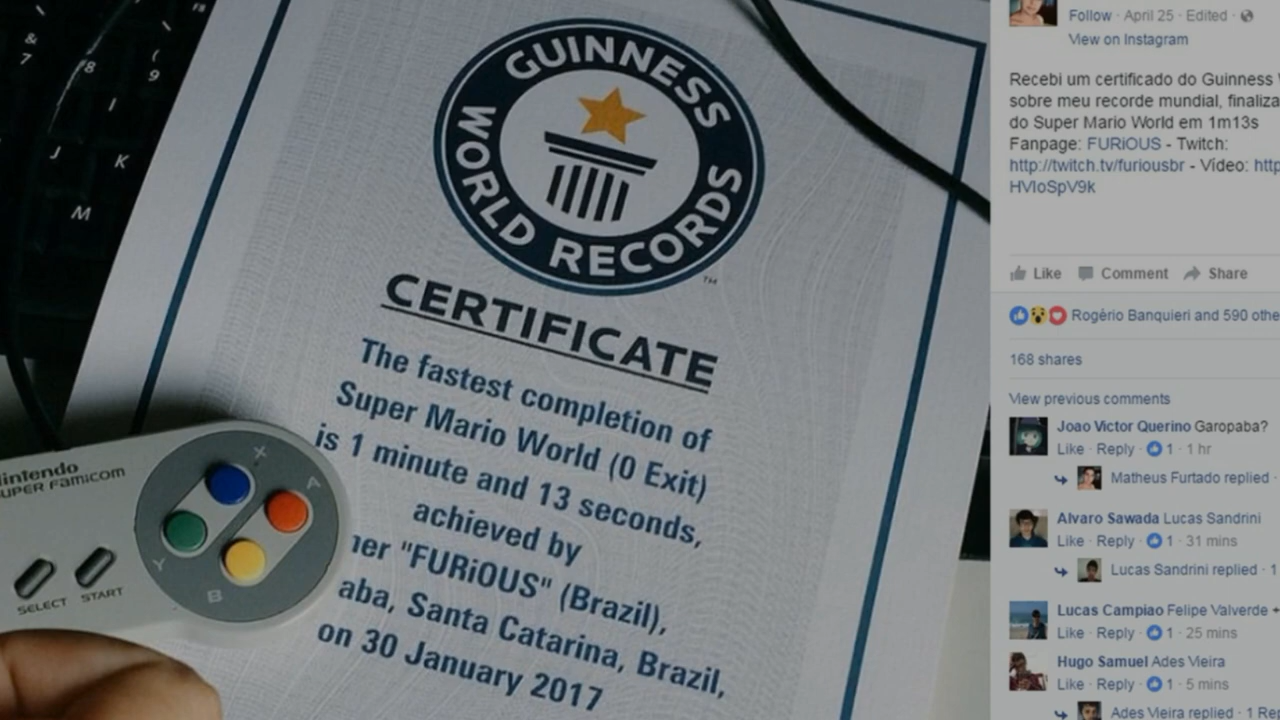 &
7
8
(
9
I
J
K
M
GUINNESS
WORLD RECORDS
™
CERTIFICATE
The fastest completion of
Super Mario World (0 Exit)
is 1 minute and 13 seconds,
achieved by
"FURiOUS" (Brazil),
Santa Catarina, Brazil,
on 30 January 2017
Nintendo
SUPER FAMICOM
X
A
Y
B
SELECT
START
Follow · April 25 · Edited ·
View on Instagram
Recebi um certificado do Guinness
sobre meu recorde mundial,
do Super Mario World em 1m13s
Fanpage: FURiOUS - Twitch:
http://twitch.tv/furiousbr - Vídeo:
HVIoSpV9k
Like Comment Share
Rogério Banquieri and 590
168 shares
View previous comments
Joao Victor Querino Garopaba?
Like · Reply · 1 · 1 hr
Matheus Furtado replied ·
Alvaro Sawada Lucas Sandrini
Like · Reply · 1 · 31 mins
Lucas Sandrini replied · 1
Lucas Campiao Felipe Valverde +
Like · Reply · 1 · 25 mins
Hugo Samuel Ades Vieira
Like · Reply · 1 · 5 mins
Ades Vieira replied · 1